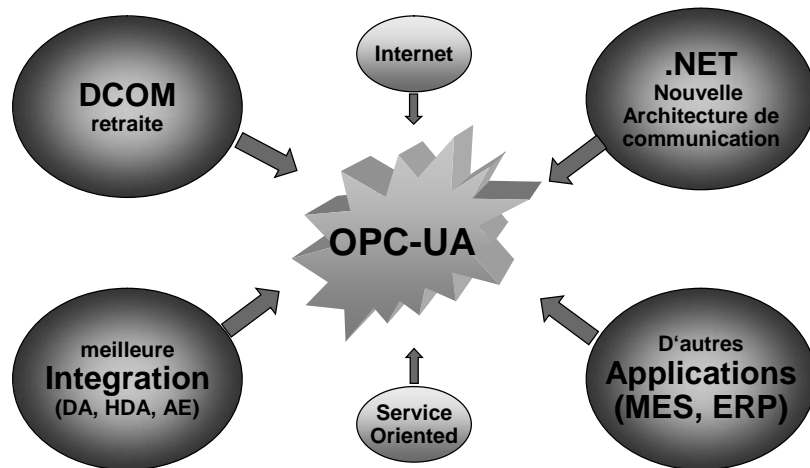 Internet
DCOM
retraite
.NET
Nouvelle
Architecture de
communication
OPC-UA
meilleure
Integration
(DA, HDA, AE)
Service
Oriented
D‘autres
Applications
(MES, ERP)